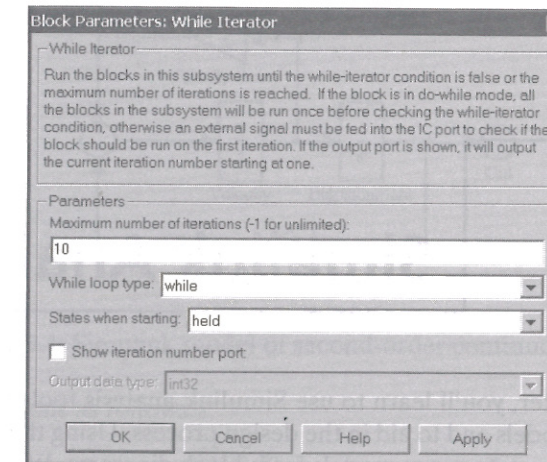 Block Parameters: While Iterator
While Iterator
Run the blocks in this subsystem until the while-iterator condition is false or the
maximum number of iterations is reached. If the block is in do-while mode, all
the blocks in the subsystem will be run once before checking the while-iterator
condition, otherwise an external signal must be fed into the IC port to check if the
block should be run on the first iteration. If the output port is shown, it will output
the current iteration number starting at one.
Parameters
Maximum number of iterations (-1 for unlimited):
10
While loop type: while
States when starting: held
Show iteration number port:
Output data type: int32
OK Cancel Help Apply